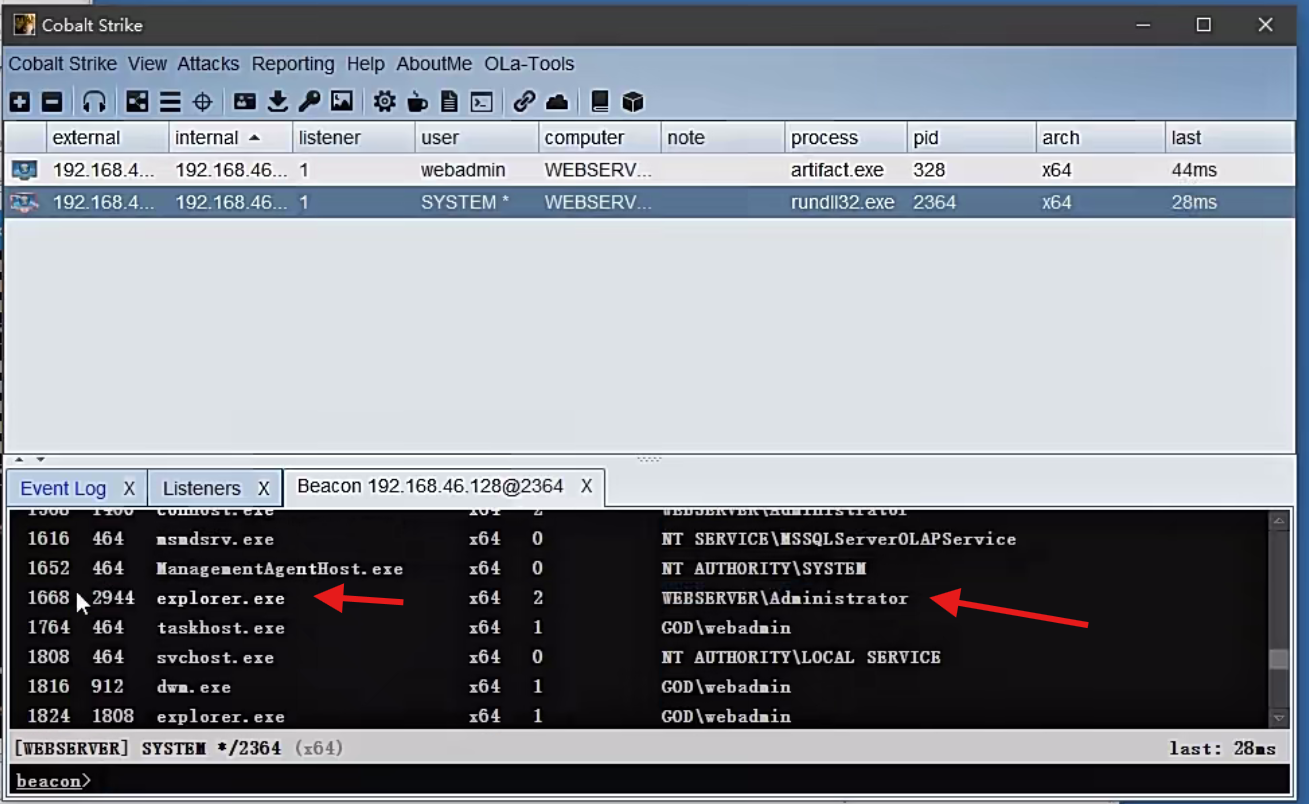 Cobalt Strike
Cobalt Strike View Attacks Reporting Help AboutMe OLa-Tools
external internal listener user computer note process pid arch last
192.168.4... 192.168.46... 1 webadmin WEBSERV... artifact.exe 328 x64 44ms
192.168.4... 192.168.46... 1 SYSTEM * WEBSERV... rundll32.exe 2364 x64 28ms
Event Log X Listeners X Beacon 192.168.46.128@2364 X
conhost.exe x64 2 WEBSERVER\Administrator
1616 464 msmdsrv.exe x64 0 NT SERVICE\MSSQLServerOLAPService
1652 464 ManagementAgentHost.exe x64 0 NT AUTHORITY\SYSTEM
1668 2944 explorer.exe x64 2 WEBSERVER\Administrator
1764 464 taskhost.exe x64 1 GOD\webadmin
1808 464 svchost.exe x64 0 NT AUTHORITY\LOCAL SERVICE
1816 912 dwm.exe x64 1 GOD\webadmin
1824 1808 explorer.exe x64 1 GOD\webadmin
[WEBSERVER] SYSTEM */2364 (x64) last: 28ms
beacon>